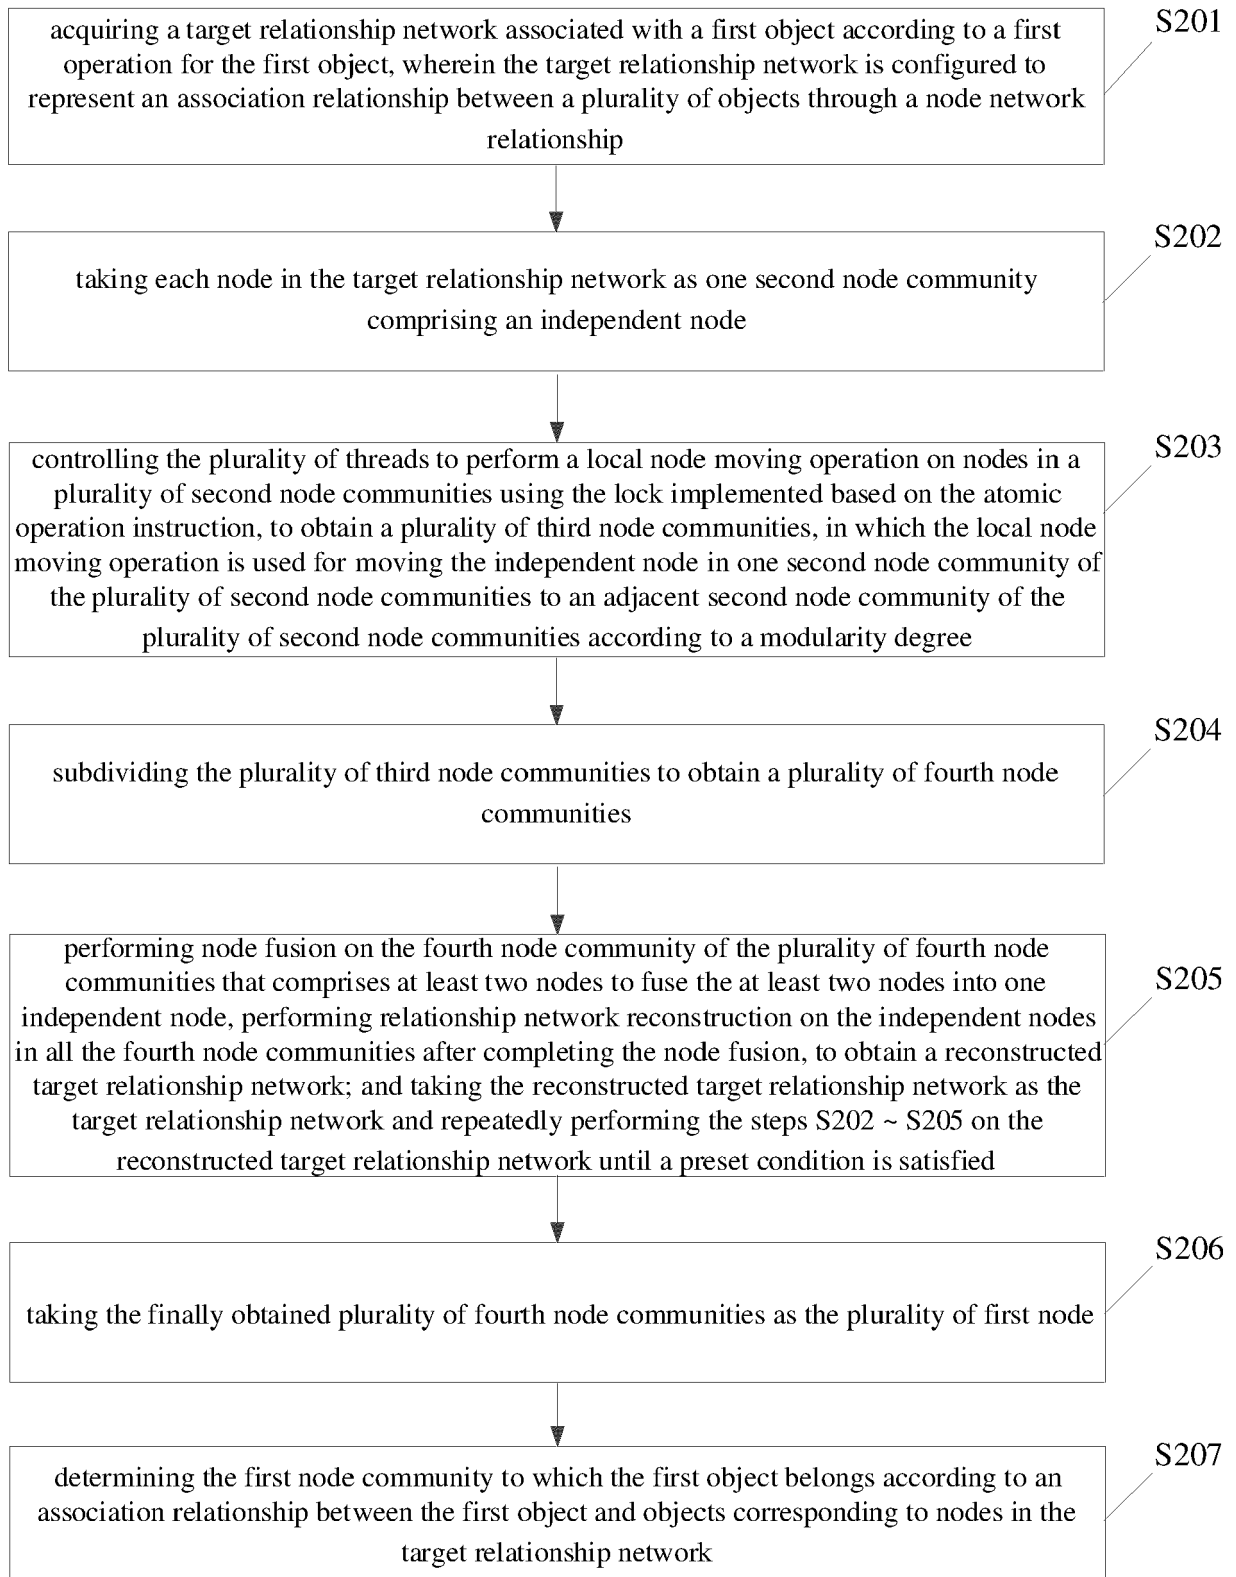 acquiring a target relationship network associated with a first object according to a first
operation for the first object, wherein the target relationship network is configured to
represent an association relationship between a plurality of objects through a node network
relationship
S201
taking each node in the target relationship network as one second node community
comprising an independent node
S202
controlling the plurality of threads to perform a local node moving operation on nodes in a
plurality of second node communities using the lock implemented based on the atomic
operation instruction, to obtain a plurality of third node communities, in which the local node
moving operation is used for moving the independent node in one second node community of
the plurality of second node communities to an adjacent second node community of the
plurality of second node communities according to a modularity degree
S203
subdividing the plurality of third node communities to obtain a plurality of fourth node
communities
S204
performing node fusion on the fourth node community of the plurality of fourth node
communities that comprises at least two nodes to fuse the at least two nodes into one
independent node, performing relationship network reconstruction on the independent nodes
in all the fourth node communities after completing the node fusion, to obtain a reconstructed
target relationship network; and taking the reconstructed target relationship network as the
target relationship network and repeatedly performing the steps S202 ~ S205 on the
reconstructed target relationship network until a preset condition is satisfied
S205
taking the finally obtained plurality of fourth node communities as the plurality of first node
S206
determining the first node community to which the first object belongs according to an
association relationship between the first object and objects corresponding to nodes in the
target relationship network
S207